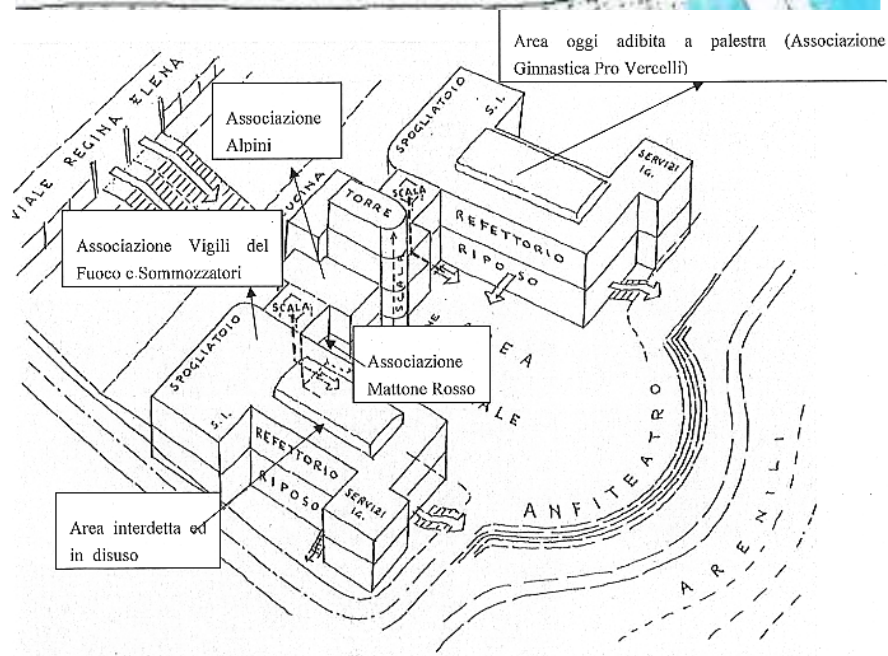 Area oggi adibita a palestra (Associazione
Ginnastica Pro Vercelli)
VIALE REGINA ELENA
Associazione
Alpini
SPOGLIATOIO
S. I.
SERVIZI
IG.
CUCINA
TORRE
SCALA
REFETTORIO
RIPOSO
Associazione Vigili del
Fuoco e Sommozzatori
SCALA
SPOGLIATOIO
S. I.
Associazione
Mattone Rosso
REFETTORIO
RIPOSO
SERVIZI
IG.
Area interdetta ed
in disuso
ANFITEATRO
ARENILI